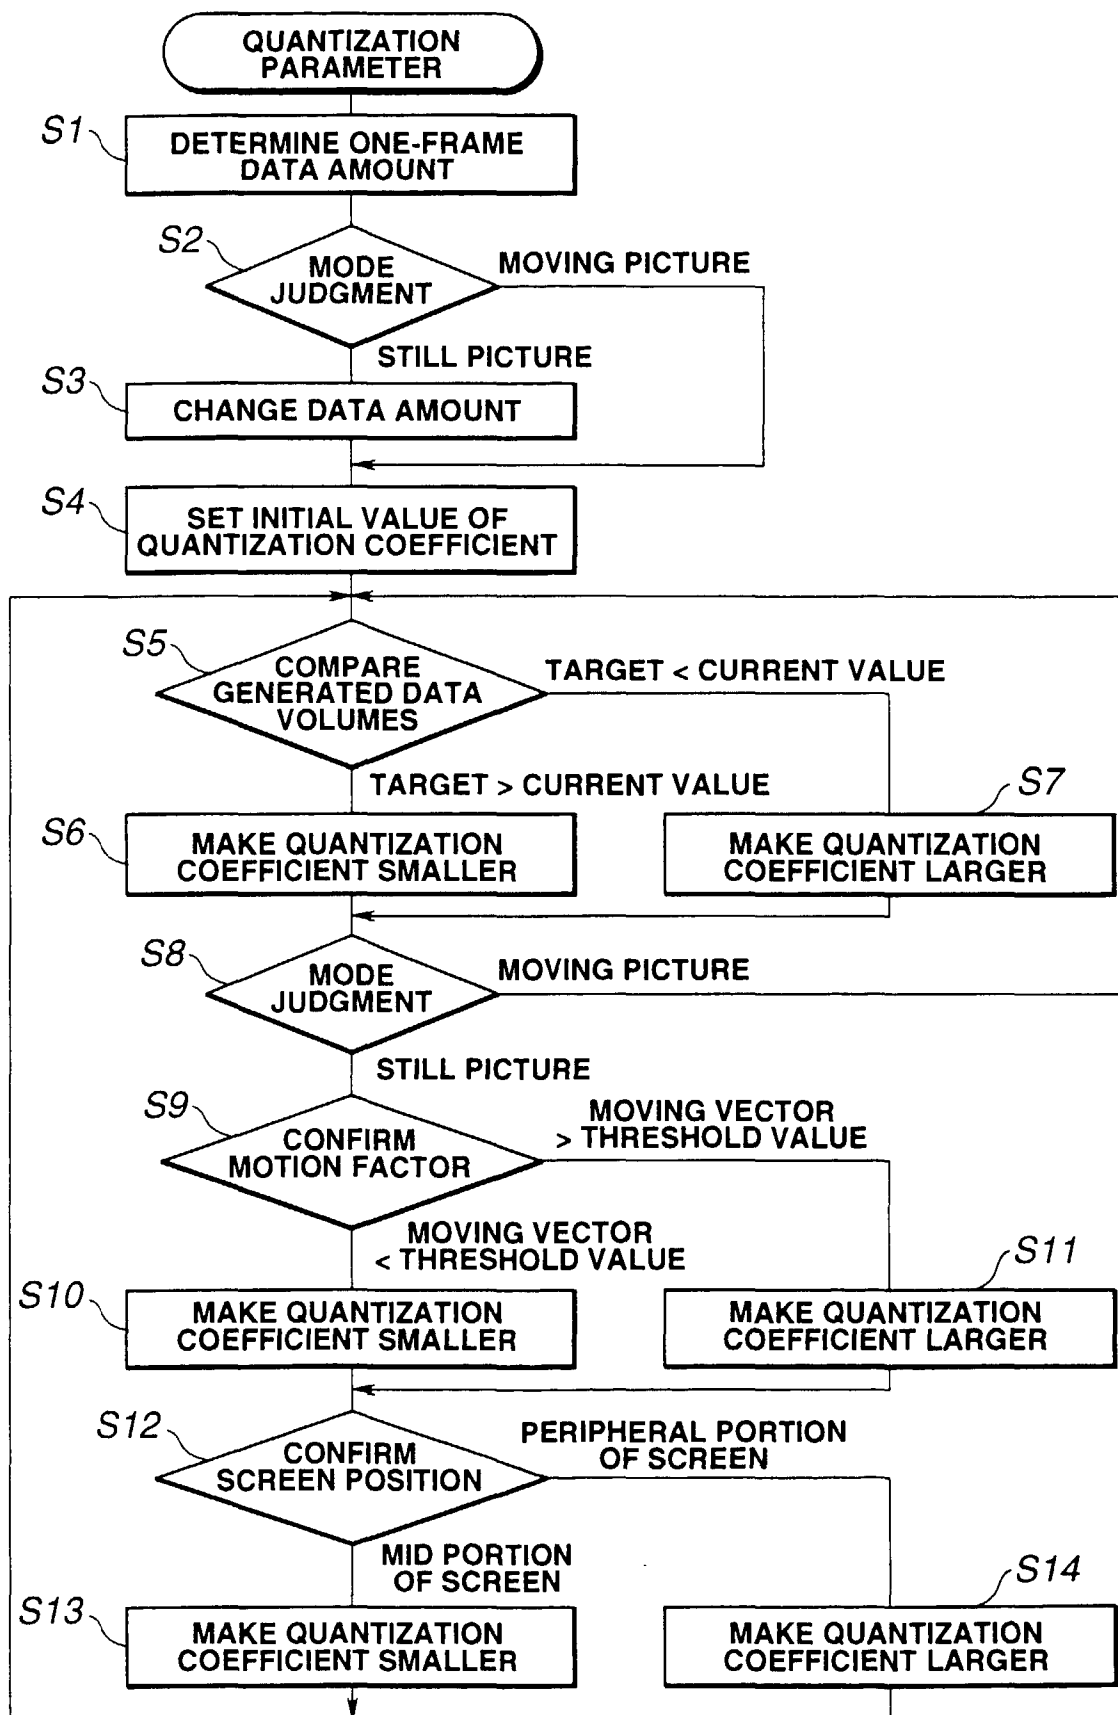 QUANTIZATION
PARAMETER
S1
DETERMINE ONE-FRAME
DATA AMOUNT
S2
MODE
JUDGMENT
MOVING PICTURE
STILL PICTURE
S3
CHANGE DATA AMOUNT
S4
SET INITIAL VALUE OF
QUANTIZATION COEFFICIENT
S5
COMPARE
GENERATED DATA
VOLUMES
TARGET < CURRENT VALUE
TARGET > CURRENT VALUE
S6
MAKE QUANTIZATION
COEFFICIENT SMALLER
S7
MAKE QUANTIZATION
COEFFICIENT LARGER
S8
MODE
JUDGMENT
MOVING PICTURE
STILL PICTURE
S9
CONFIRM
MOTION FACTOR
MOVING VECTOR
> THRESHOLD VALUE
MOVING VECTOR
< THRESHOLD VALUE
S10
MAKE QUANTIZATION
COEFFICIENT SMALLER
S11
MAKE QUANTIZATION
COEFFICIENT LARGER
S12
CONFIRM
SCREEN POSITION
PERIPHERAL PORTION
OF SCREEN
MID PORTION
OF SCREEN
S13
MAKE QUANTIZATION
COEFFICIENT SMALLER
S14
MAKE QUANTIZATION
COEFFICIENT LARGER